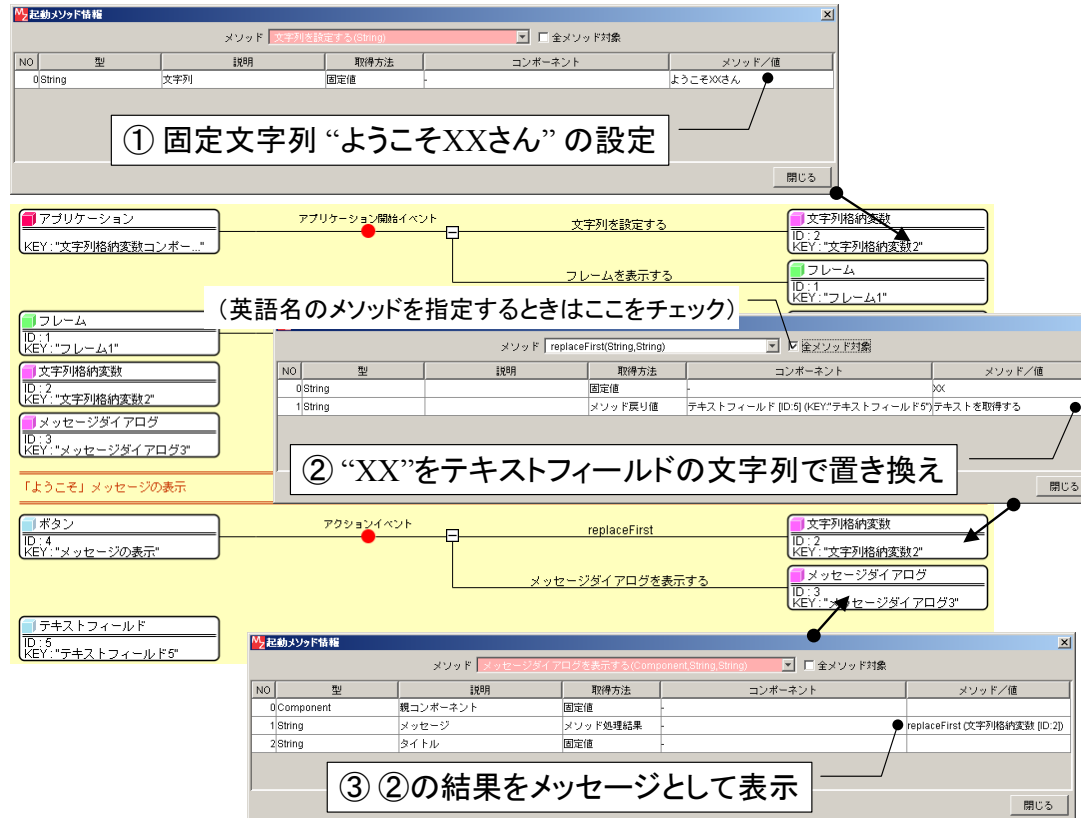 起動メソッド情報
メソッド 文字列を設定する(String) 全メソッド対象
NO 型 説明 取得方法 コンポーネント メソッド／値
0 String 文字列 固定値 - ようこそXXさん
① 固定文字列 “ようこそXXさん” の設定
閉じる
アプリケーション
KEY:"文字列格納変数コンポー..."
アプリケーション開始イベント
文字列を設定する
文字列格納変数
ID : 2
KEY:"文字列格納変数2"
フレームを表示する
フレーム
ID : 1
KEY:"フレーム1"
（英語名のメソッドを指定するときはここをチェック）
フレーム
ID : 1
KEY:"フレーム1"
文字列格納変数
ID : 2
KEY:"文字列格納変数2"
メッセージダイアログ
ID : 3
KEY:"メッセージダイアログ3"
メソッド replaceFirst(String,String) 全メソッド対象
NO 型 説明 取得方法 コンポーネント メソッド／値
0 String 固定値 - XX
1 String メソッド戻り値 テキストフィールド [ID:5] (KEY:"テキストフィールド5") テキストを取得する
② “XX”をテキストフィールドの文字列で置き換え
閉じる
「ようこそ」メッセージの表示
ボタン
ID : 4
KEY:"メッセージの表示"
アクションイベント
replaceFirst
文字列格納変数
ID : 2
KEY:"文字列格納変数2"
メッセージダイアログを表示する
メッセージダイアログ
ID : 3
KEY:"メッセージダイアログ3"
テキストフィールド
ID : 5
KEY:"テキストフィールド5"
起動メソッド情報
メソッド メッセージダイアログを表示する(Component,String,String) 全メソッド対象
NO 型 説明 取得方法 コンポーネント メソッド／値
0 Component 親コンポーネント 固定値 -
1 String メッセージ メソッド処理結果 - replaceFirst (文字列格納変数 [ID:2])
2 String タイトル 固定値 -
③ ②の結果をメッセージとして表示
閉じる